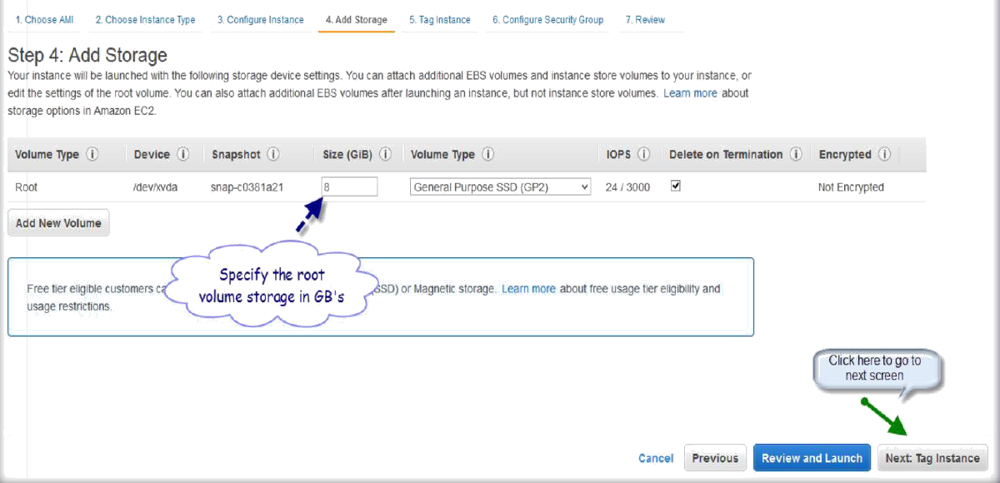 1. Choose AMI 2. Choose Instance Type 3. Configure Instance 4. Add Storage 5. Tag Instance 6. Configure Security Group 7. Review
Step 4: Add Storage
Your instance will be launched with the following storage device settings. You can attach additional EBS volumes and instance store volumes to your instance, or
edit the settings of the root volume. You can also attach additional EBS volumes after launching an instance, but not instance store volumes. Learn more about
storage options in Amazon EC2.
Volume Type Device Snapshot Size (GiB) Volume Type IOPS Delete on Termination Encrypted
Root /dev/xvda snap-c0381a21 8 General Purpose SSD (GP2) 24 / 3000 Not Encrypted
Add New Volume
Specify the root
volume storage in GB's
Free tier eligible customers (SSD) or Magnetic storage. Learn more about free usage tier eligibility and
usage restrictions.
Click here to go to
next screen
Cancel Previous Review and Launch Next: Tag Instance